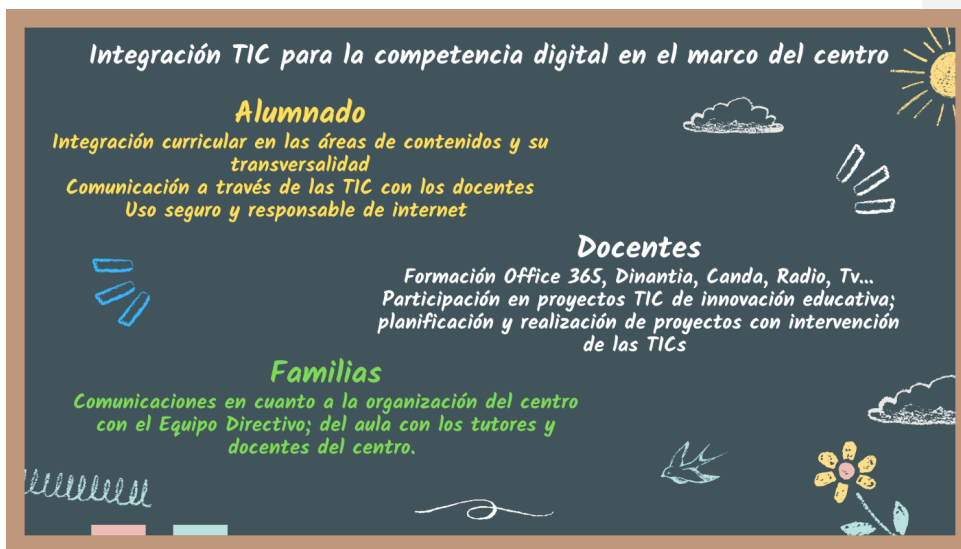 Integración TIC para la competencia digital en el marco del centro
Alumnado
Integración curricular en las áreas de contenidos y su
transversalidad
Comunicación a través de las TIC con los docentes
Uso seguro y responsable de internet
Docentes
Formación Office 365, Dinantia, Canda, Radio, Tv...
Participación en proyectos TIC de innovación educativa;
planificación y realización de proyectos con intervención
de las TICs
Familias
Comunicaciones en cuanto a la organización del centro
con el Equipo Directivo; del aula con los tutores y
docentes del centro.